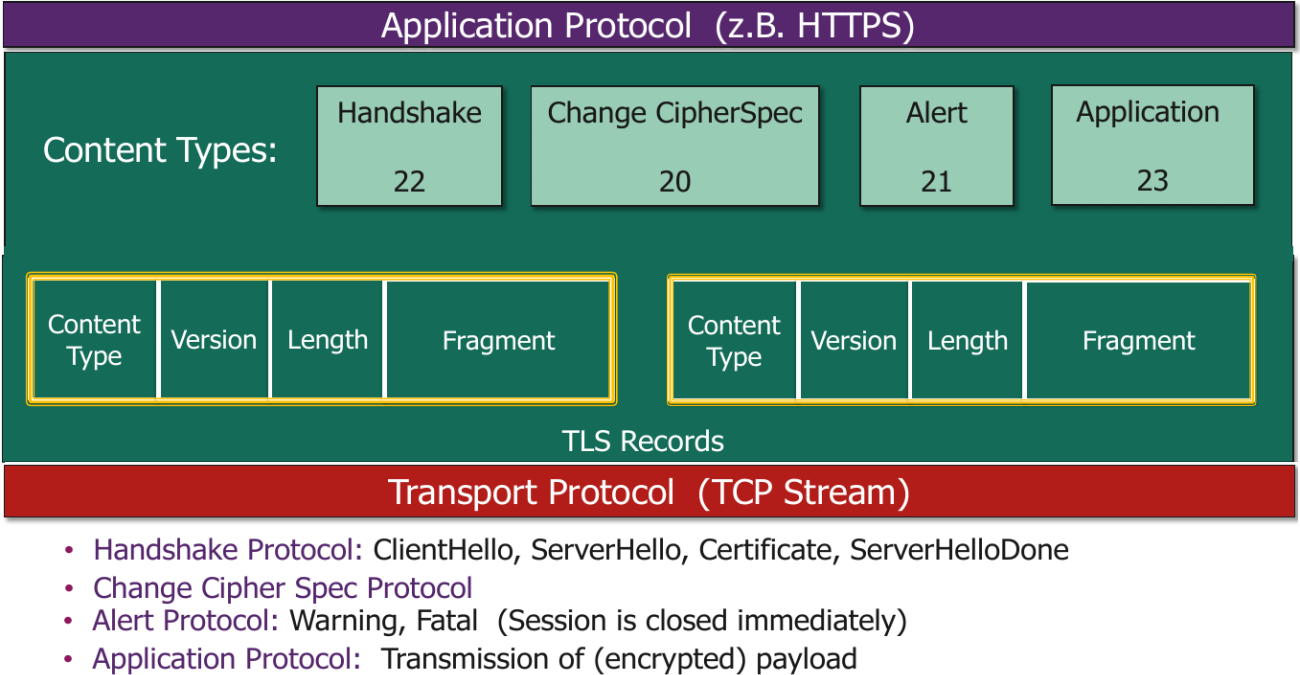 Application Protocol (z.B. HTTPS)
Content Types:
Handshake
22
Change CipherSpec
20
Alert
21
Application
23
Content
Type
Version
Length
Fragment
Content
Type
Version
Length
Fragment
TLS Records
Transport Protocol (TCP Stream)
• Handshake Protocol: ClientHello, ServerHello, Certificate, ServerHelloDone
• Change Cipher Spec Protocol
• Alert Protocol: Warning, Fatal (Session is closed immediately)
• Application Protocol: Transmission of (encrypted) payload